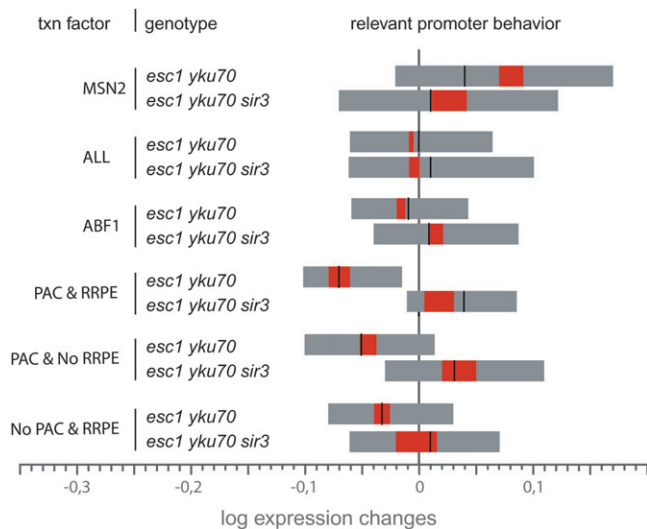 txn factor genotype relevant promoter behavior
MSN2 esc1 yku70
esc1 yku70 sir3
ALL esc1 yku70
esc1 yku70 sir3
ABF1 esc1 yku70
esc1 yku70 sir3
PAC & RRPE esc1 yku70
esc1 yku70 sir3
PAC & No RRPE esc1 yku70
esc1 yku70 sir3
No PAC & RRPE esc1 yku70
esc1 yku70 sir3
-0,3 -0,2 -0,1 0 0,1
log expression changes